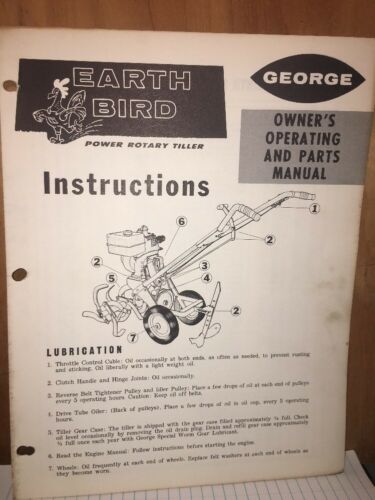 EARTH
BIRD
POWER ROTARY TILLER
GEORGE
OWNER'S
OPERATING
AND PARTS
MANUAL
Instructions
6
1
2
2
5
3
4
2
7
LUBRICATION
1. Throttle Control Cable: Oil occasionally at both ends, as often as needed, to prevent rusting
and sticking. Oil liberally with a light weight oil.
2. Clutch Handle and Hinge Joints: Oil occasionally.
3. Reverse Belt Tightener Pulley and Idler Pulley: Place a few drops of oil at each end of pulleys
every 5 operating hours. Caution: Keep oil off belts.
4. Drive Tube Oiler: (Back of pulleys). Place a few drops of oil in oil cup, every 5 operating
hours.
5. Tiller Gear Case: The tiller is shipped with the gear case filled approximately ¾ full. Check
oil level occasionally by removing the oil drain plug. Drain and refill gear case approximately
¾ full once each year with George Special Worm Gear Lubricant.
6. Read the Engine Manual: Follow instructions before starting the engine.
7. Wheels: Oil frequently at each end of wheels. Replace felt washers at each end of wheels as
they become worn.